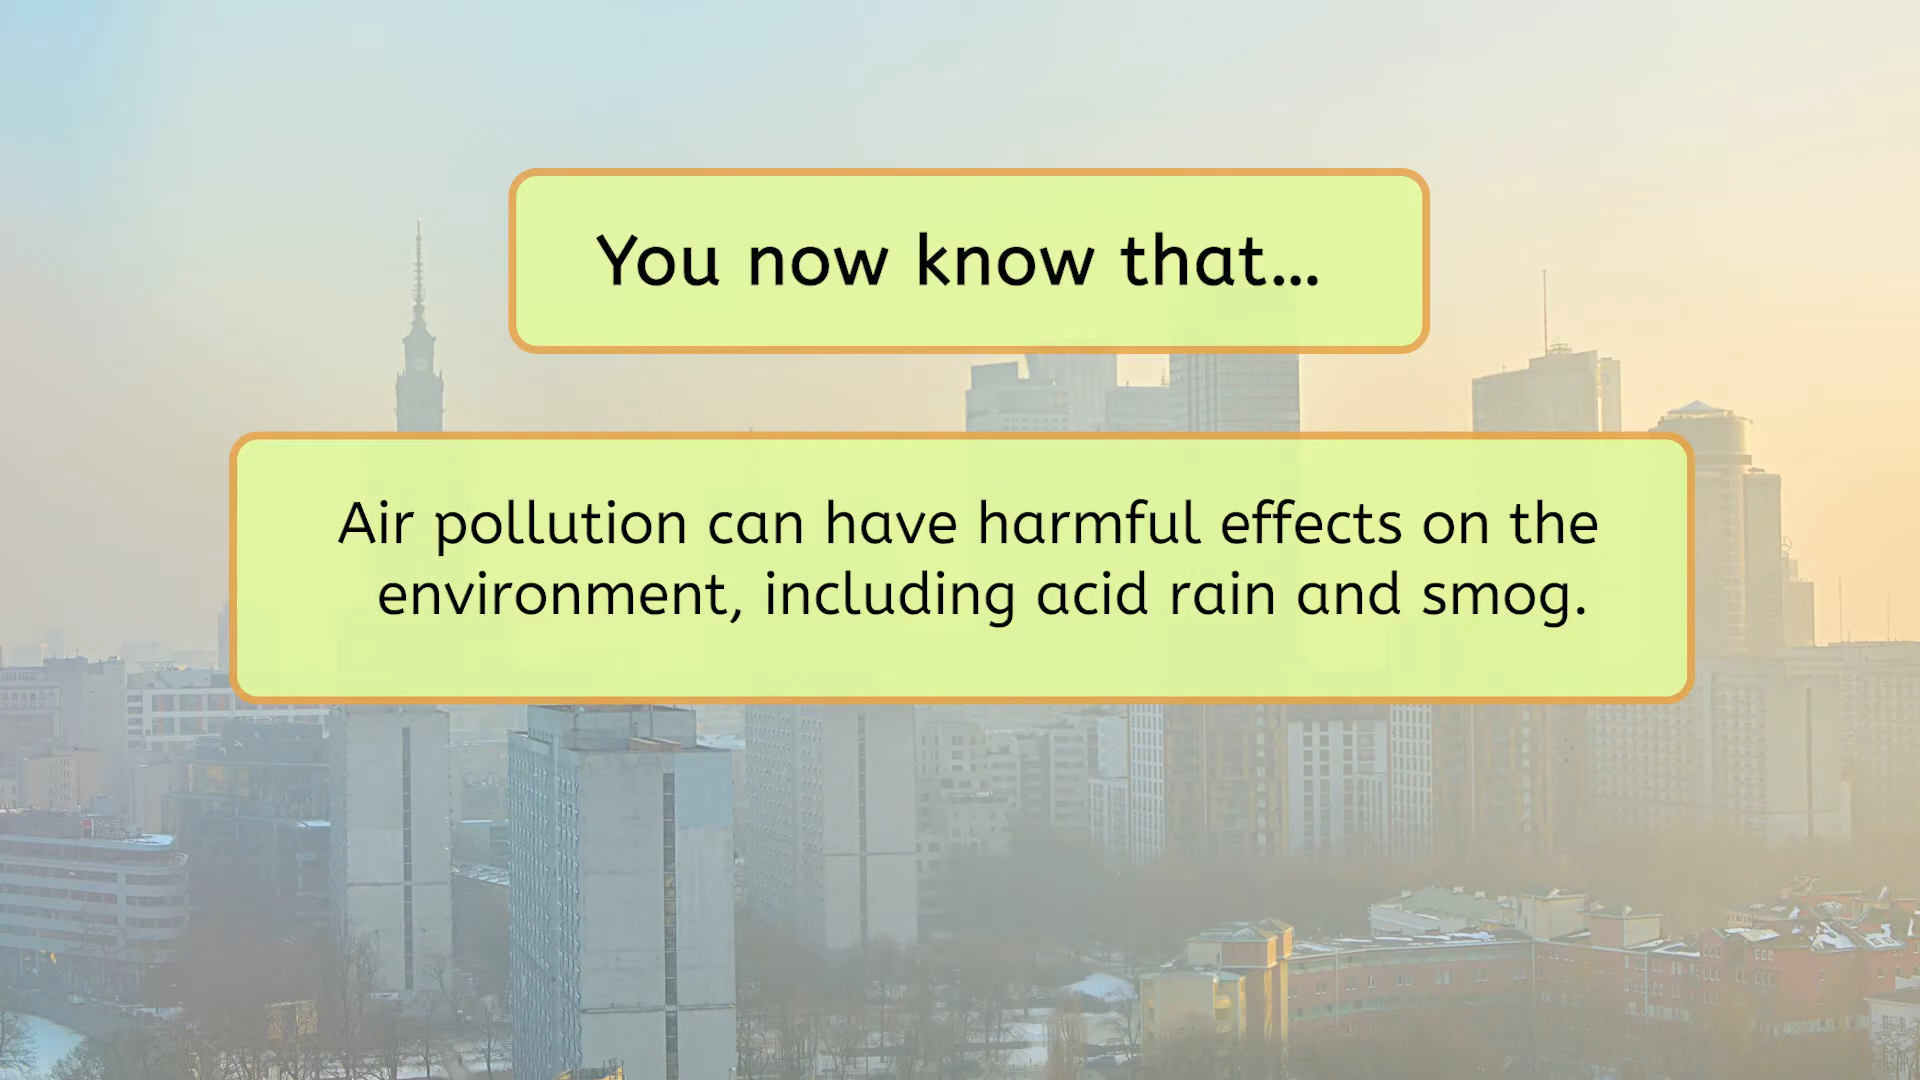 You now know that...
Air pollution can have harmful effects on the
environment, including acid rain and smog.